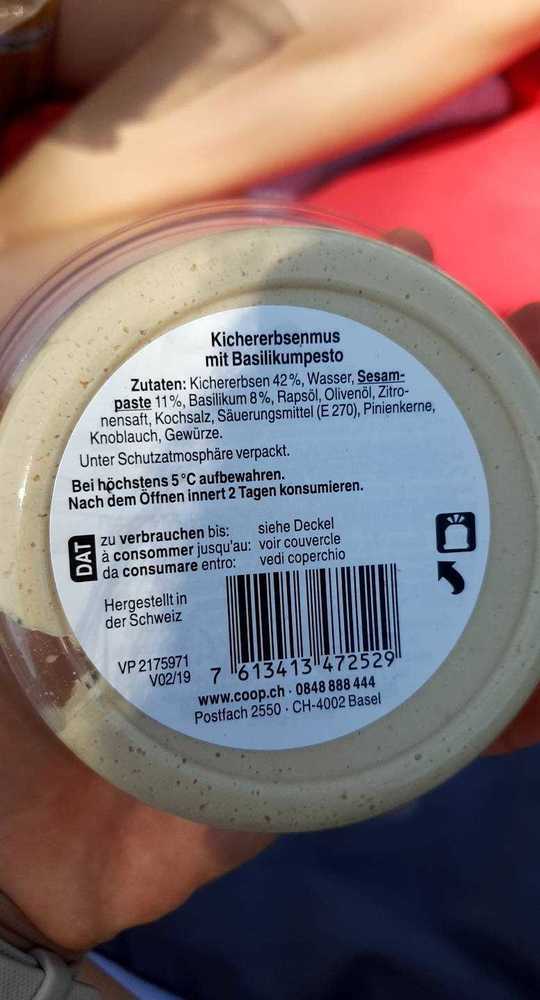 Kichererbsenmus
mit Basilikumpesto
Zutaten: Kichererbsen 42%, Wasser, Sesam-
paste 11%, Basilikum 8%, Rapsöl, Olivenöl, Zitro-
nensaft, Kochsalz, Säuerungsmittel (E 270), Pinienkerne,
Knoblauch, Gewürze.
Unter Schutzatmosphäre verpackt.
Bei höchstens 5°C aufbewahren.
Nach dem Öffnen innert 2 Tagen konsumieren.
DAT
zu verbrauchen bis: siehe Deckel
à consommer jusqu'au: voir couvercle
da consumare entro: vedi coperchio
Hergestellt in
der Schweiz
VP 2175971
V02/19
7 613413 472529
www.coop.ch · 0848 888 444
Postfach 2550 · CH-4002 Basel